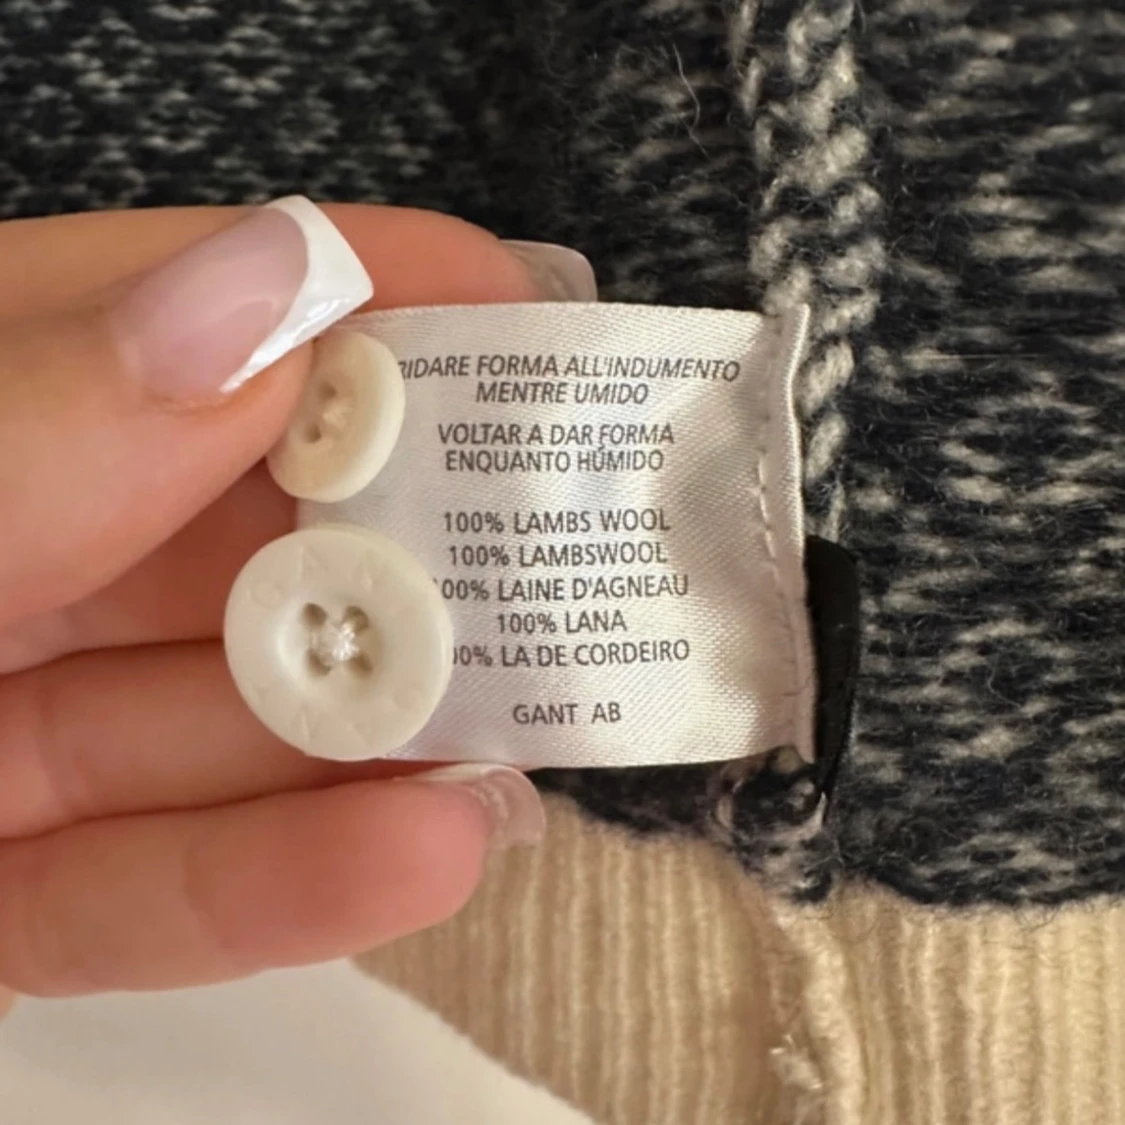 RIDARE FORMA ALL'INDUMENTO
MENTRE UMIDO
VOLTAR A DAR FORMA
ENQUANTO HÚMIDO
100% LAMBS WOOL
100% LAMBSWOOL
00% LAINE D'AGNEAU
100% LANA
00% LA DE CORDEIRO
GANT AB